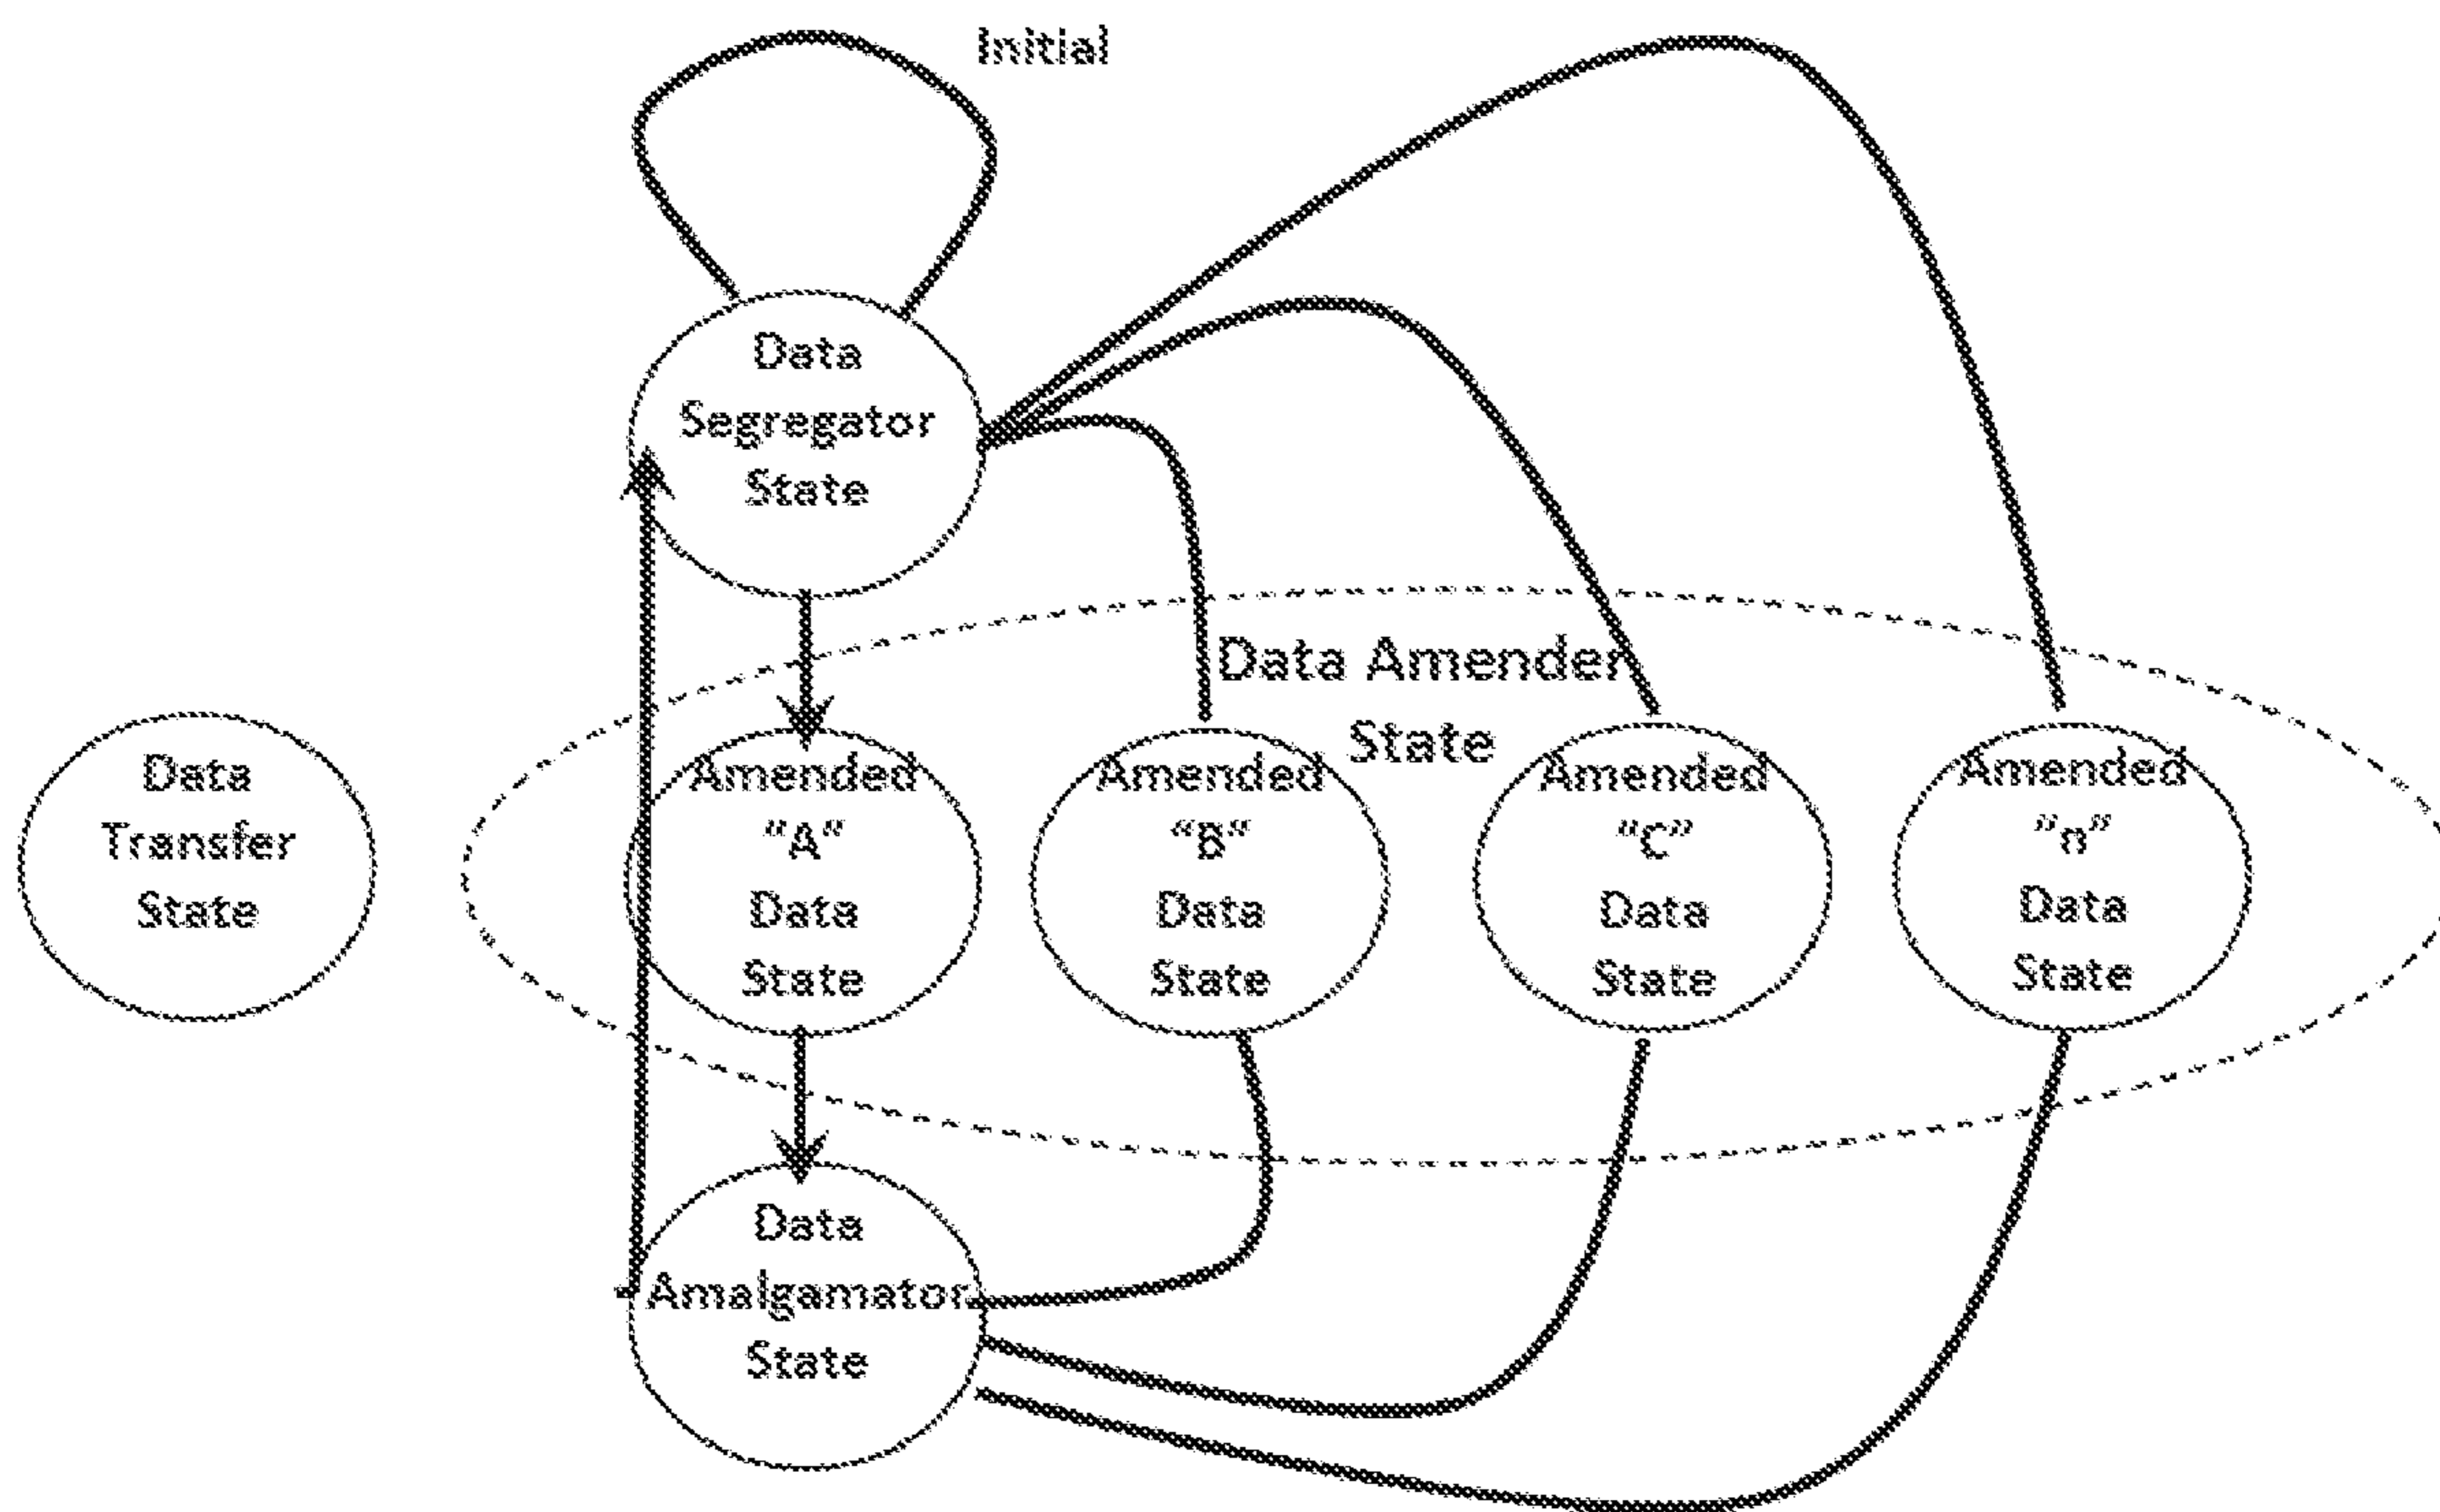 Initial
Data
Segregator
State
Data Amender
State
Data
Transfer
State
Amended
"A"
Data
State
Amended
"B"
Data
State
Amended
"C"
Data
State
Amended
"n"
Data
State
Data
Amalgamator
State